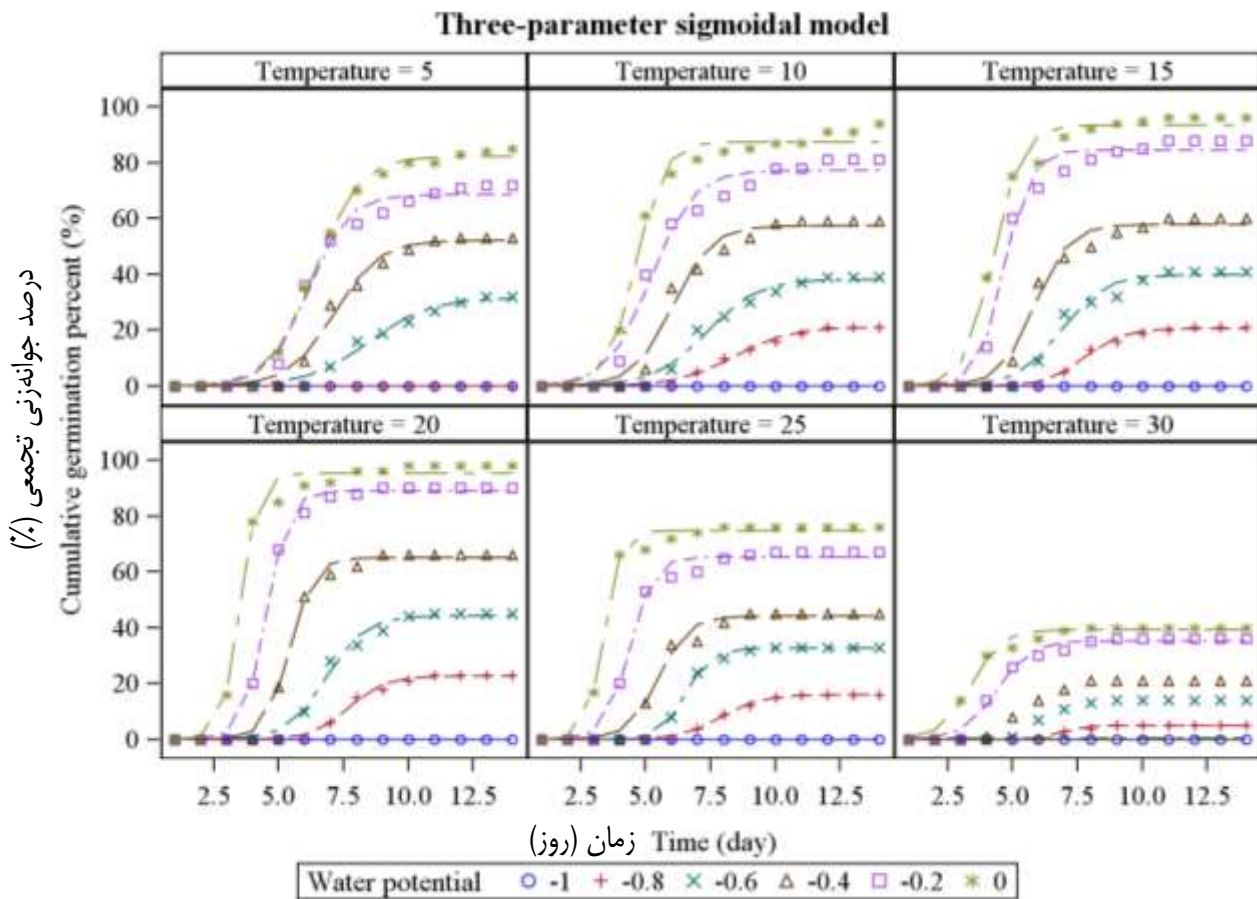 Three-parameter sigmoidal model
Temperature = 5
Temperature = 10
Temperature = 15
100
80
60
40
20
0
Temperature = 20
Temperature = 25
Temperature = 30
100
80
60
40
20
0
درصد جوانه‌زنی تجمعی (%)
Cumulative germination percent (%)
2.5 5.0 7.5 10.0 12.5
2.5 5.0 7.5 10.0 12.5
2.5 5.0 7.5 10.0 12.5
زمان (روز) Time (day)
Water potential -1 -0.8 -0.6 -0.4 -0.2 0